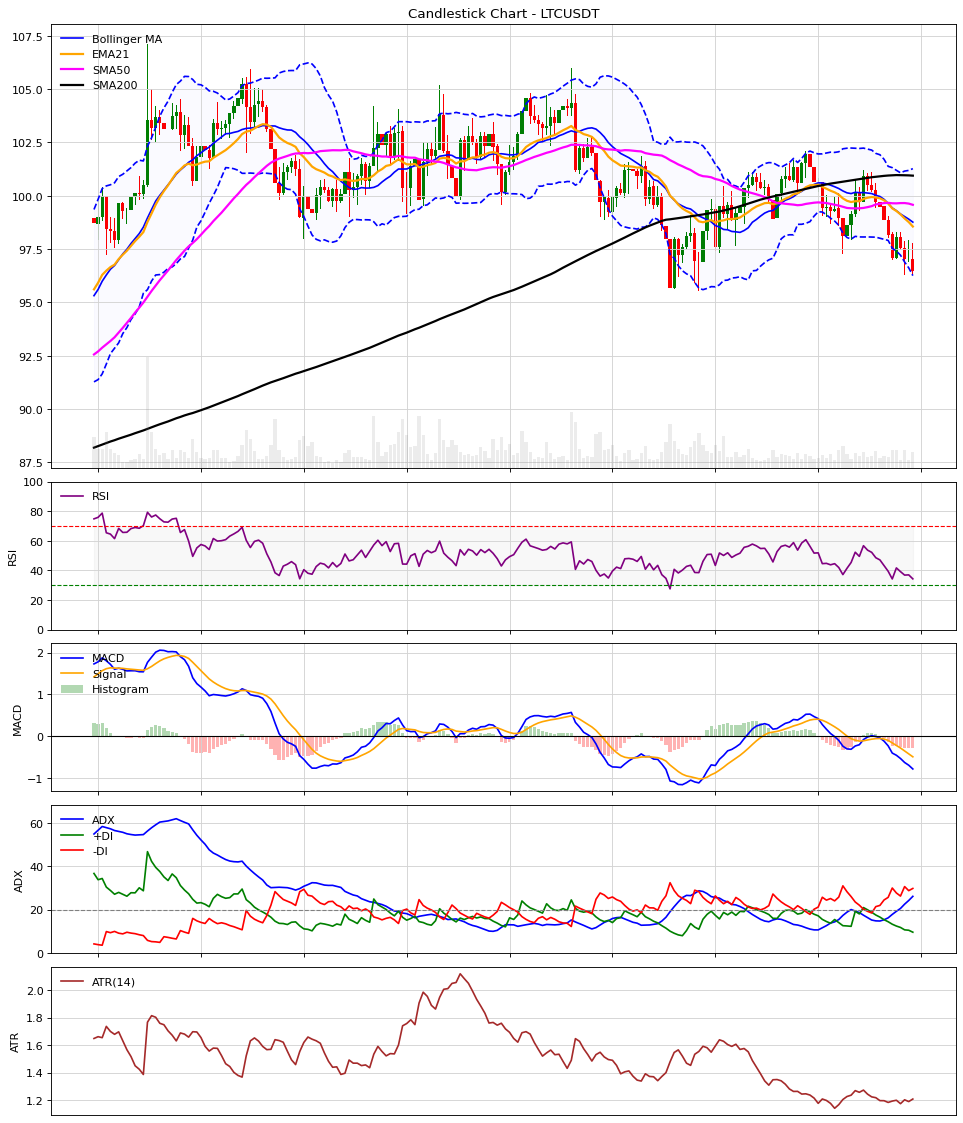 Candlestick Chart - LTCUSDT
107.5
105.0
102.5
100.0
97.5
95.0
92.5
90.0
87.5
Bollinger MA
EMA21
SMA50
SMA200
100
80
60
40
20
0
RSI
RSI
2
1
0
−1
MACD
MACD
Signal
Histogram
60
40
20
0
ADX
ADX
+DI
-DI
2.0
1.8
1.6
1.4
1.2
ATR
ATR(14)